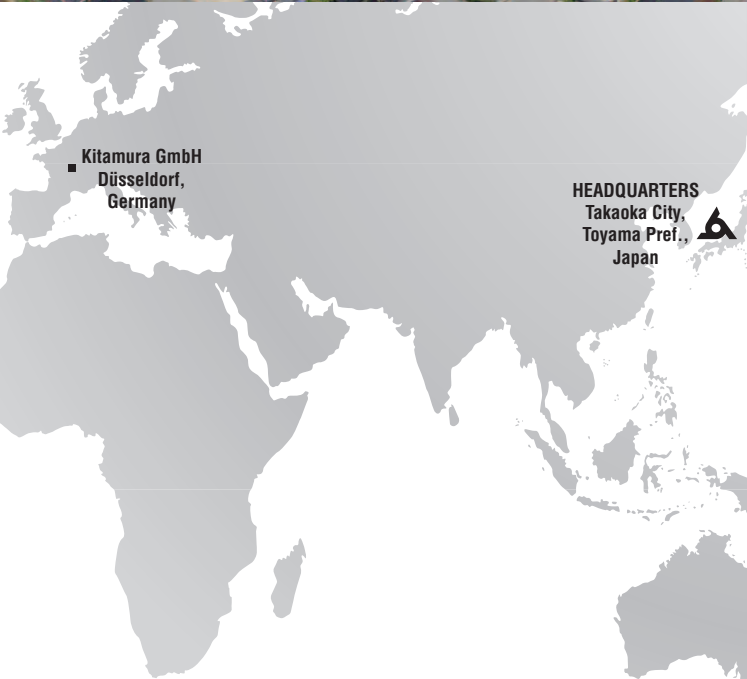 Kitamura GmbH
Düsseldorf,
Germany
HEADQUARTERS
Takaoka City,
Toyama Pref.,
Japan